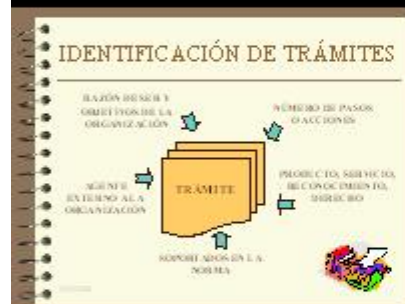 IDENTIFICACIÓN DE TRÁMITES
RAZÓN DE SER Y
OBJETIVOS DE LA
ORGANIZACIÓN
NÚMERO DE PASOS
O ACCIONES
AGENTE
EXTERNO A LA
ORGANIZACIÓN
TRÁMITE
PRODUCTO, SERVICIO,
RECONOCIMIENTO,
DERECHO
SOPORTADOS EN LA
NORMA